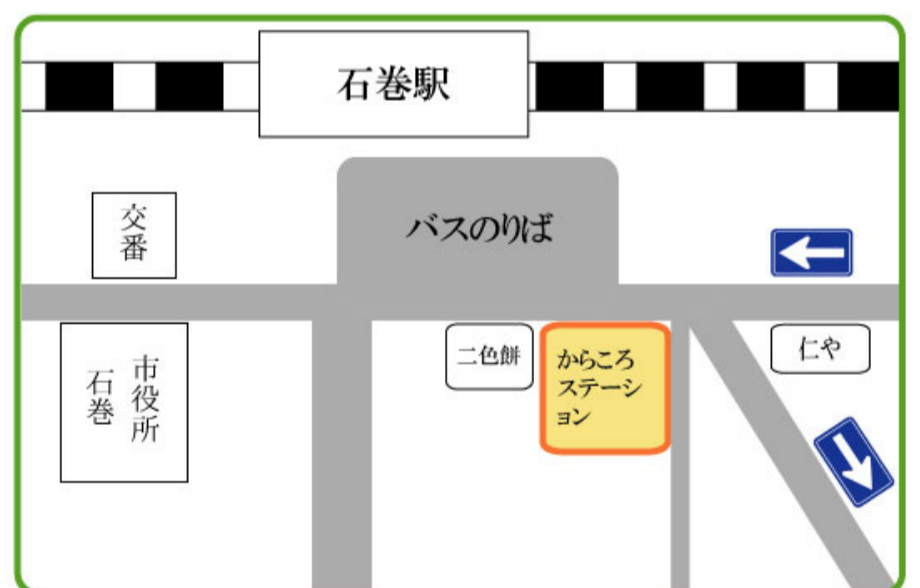 石巻駅
バスのりば
交番
二色餅
からころ
ステーシ
ョン
仁や
石巻
市役所